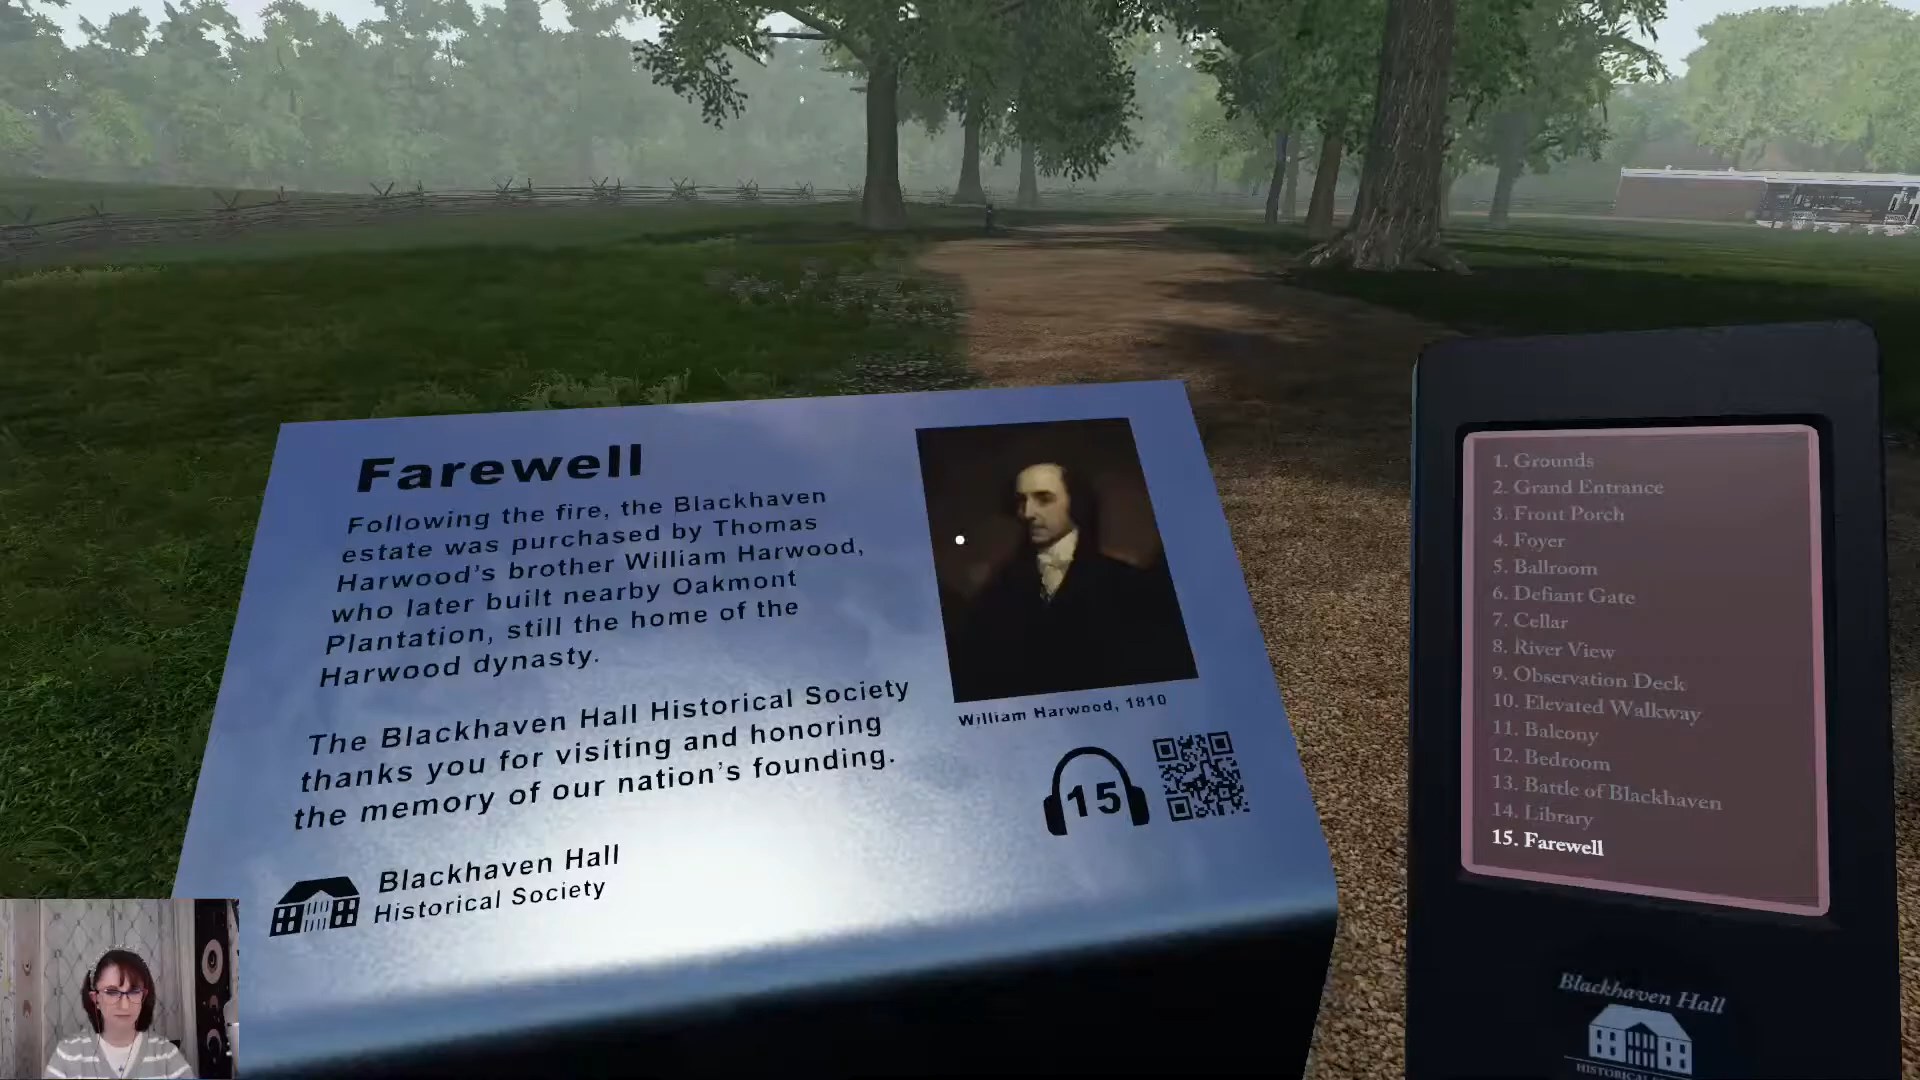 Farewell
Following the fire, the Blackhaven
estate was purchased by Thomas
Harwood's brother William Harwood,
who later built nearby Oakmont
Plantation, still the home of the
Harwood dynasty.
The Blackhaven Hall Historical Society
thanks you for visiting and honoring
the memory of our nation's founding.
Blackhaven Hall
Historical Society
William Harwood, 1810
15
1. Grounds
2. Grand Entrance
3. Front Porch
4. Foyer
5. Ballroom
6. Defiant Gate
7. Cellar
8. River View
9. Observation Deck
10. Elevated Walkway
11. Balcony
12. Bedroom
13. Battle of Blackhaven
14. Library
15. Farewell
Blackhaven Hall